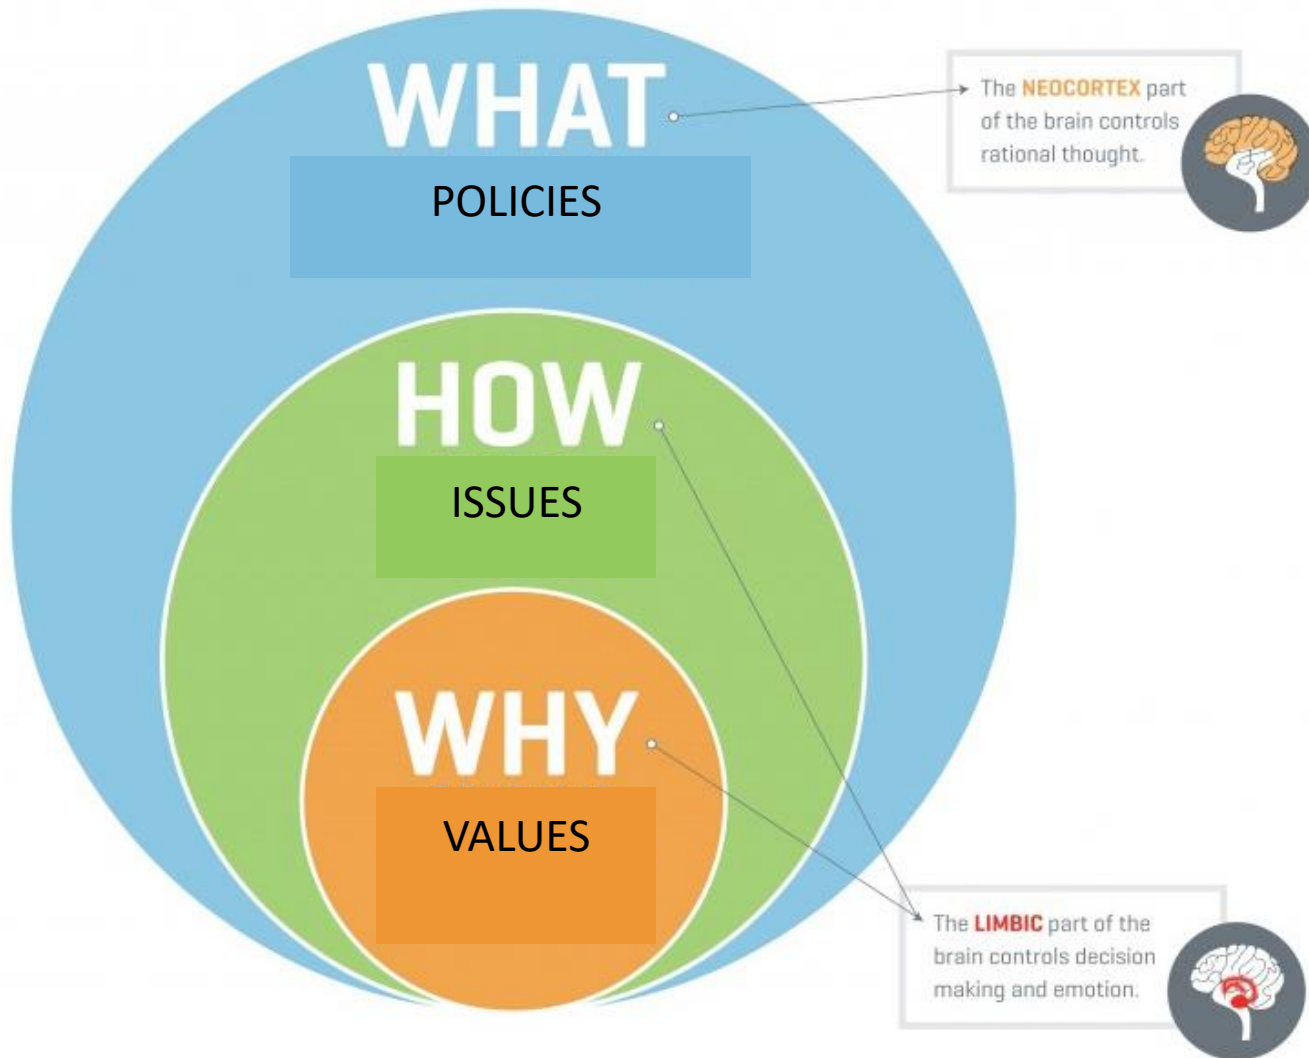 WHAT
POLICIES
The NEOCORTEX part
of the brain controls
rational thought.
HOW
ISSUES
WHY
VALUES
The LIMBIC part of the
brain controls decision
making and emotion.